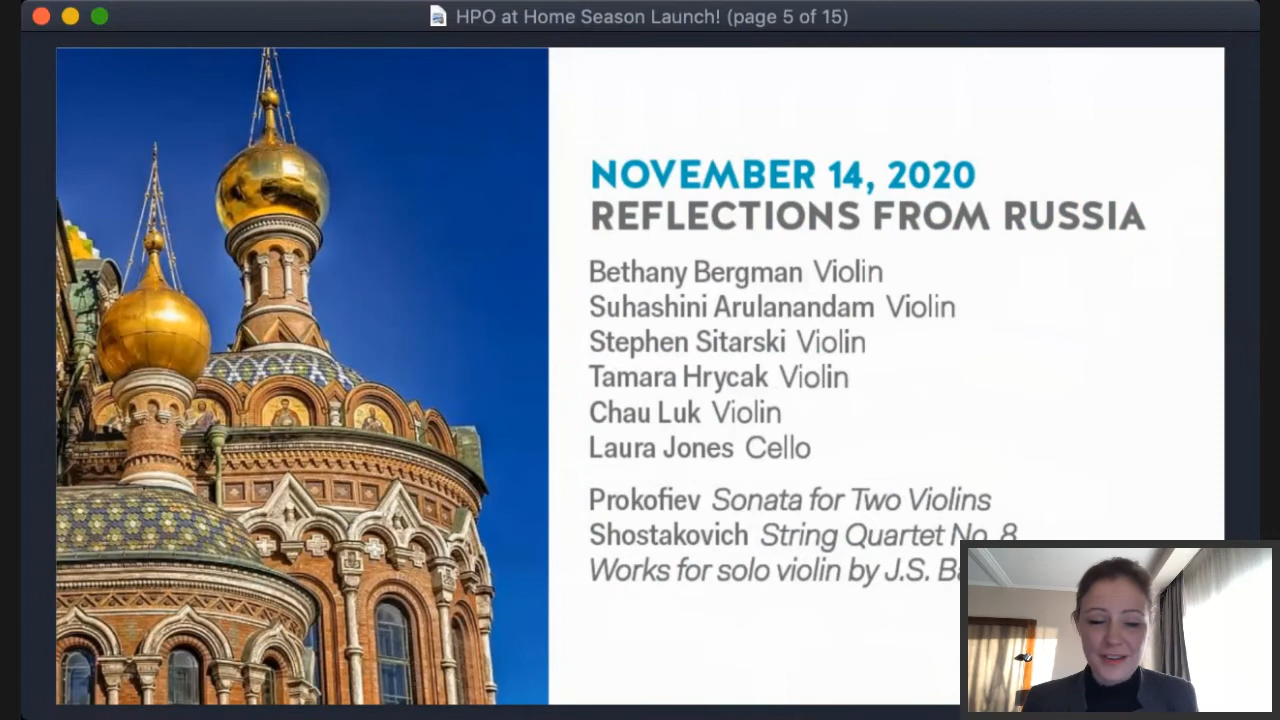 HPO at Home Season Launch! (page 5 of 15)
NOVEMBER 14, 2020
REFLECTIONS FROM RUSSIA
Bethany Bergman Violin
Suhashini Arulanandam Violin
Stephen Sitarski Violin
Tamara Hrycak Violin
Chau Luk Violin
Laura Jones Cello
Prokofiev Sonata for Two Violins
Shostakovich String Quartet No. 8
Works for solo violin by J.S.